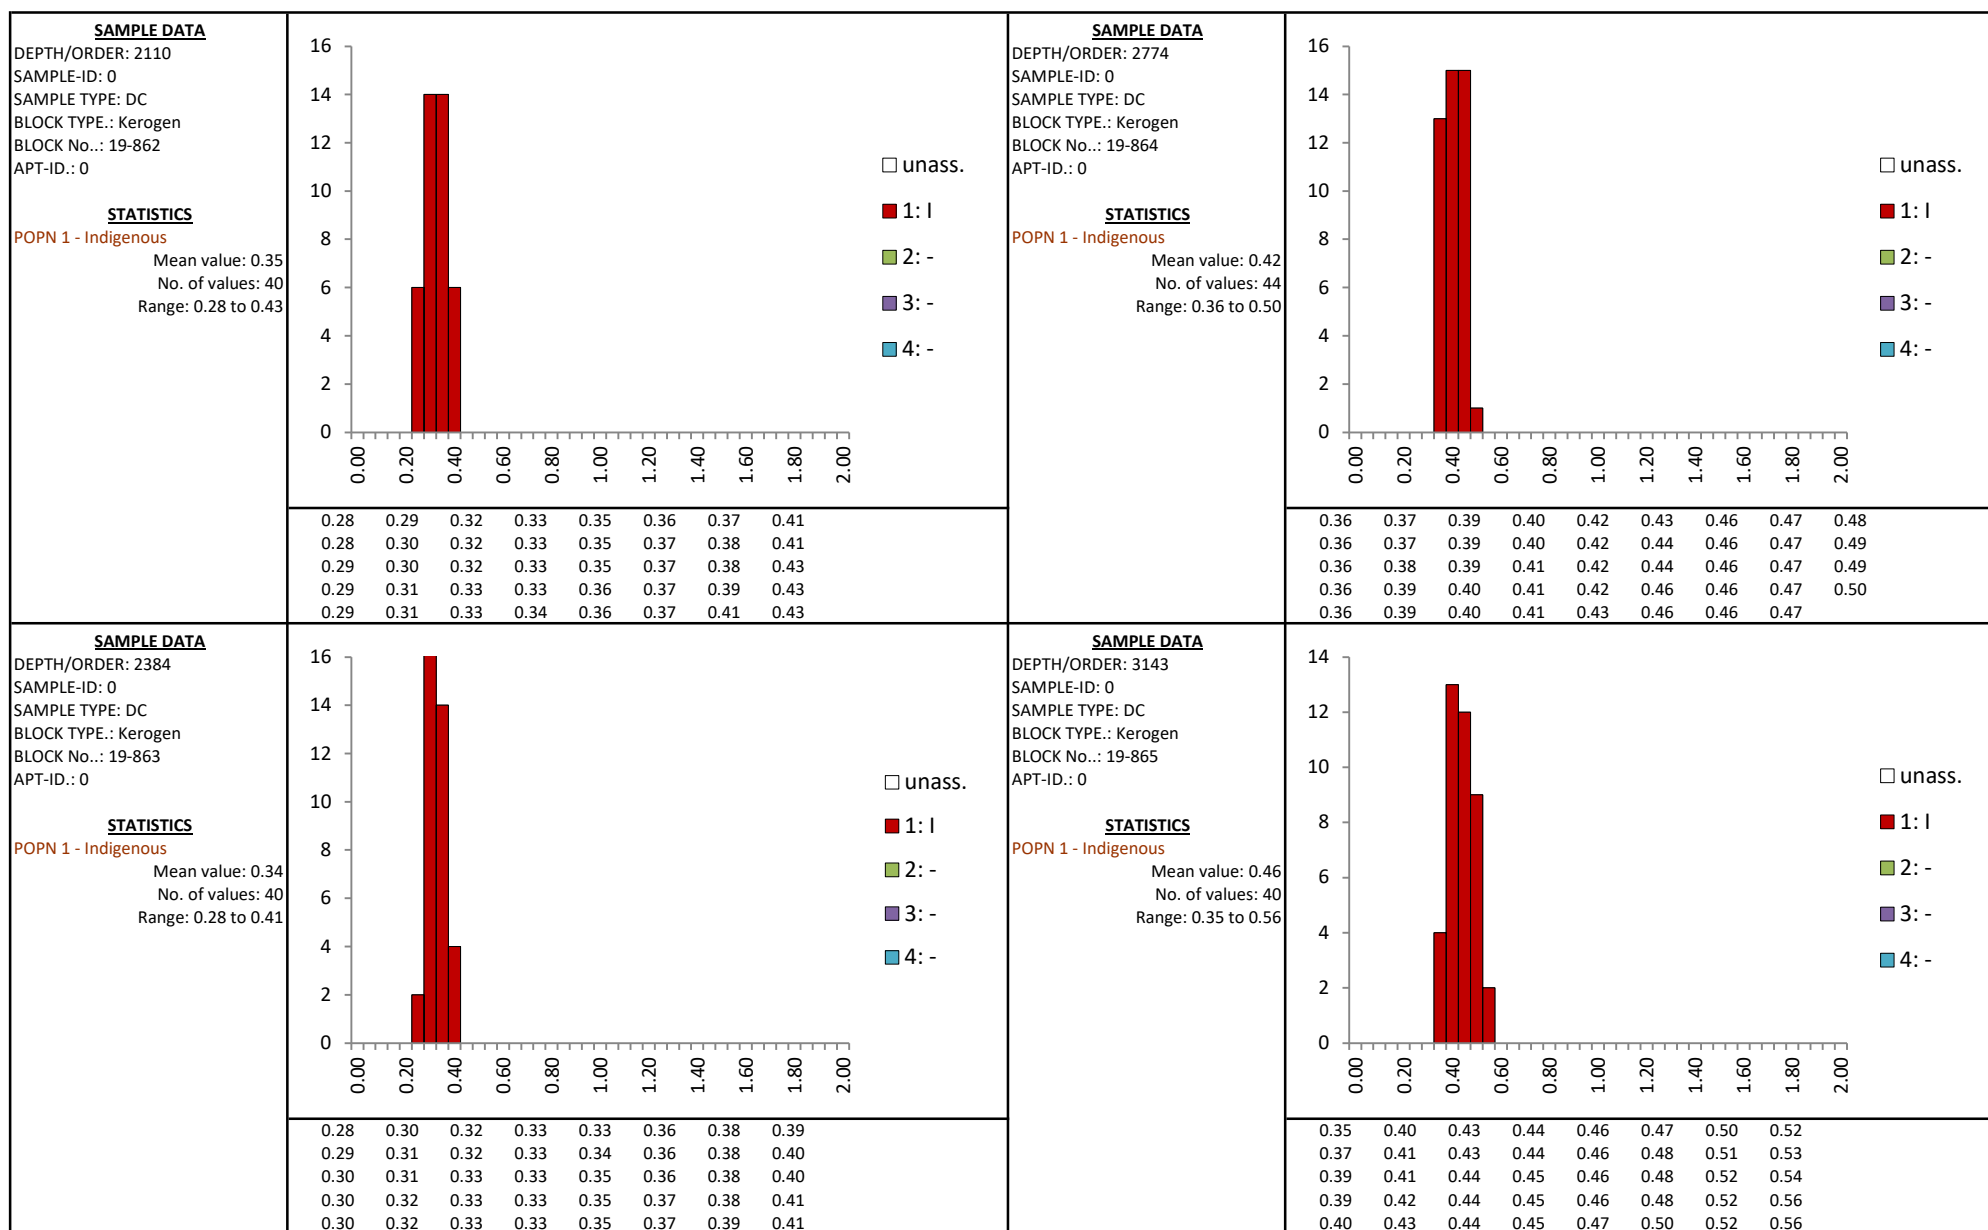 SAMPLE DATA
DEPTH/ORDER: 2110
SAMPLE-ID: 0
SAMPLE TYPE: DC
BLOCK TYPE.: Kerogen
BLOCK No..: 19-862
APT-ID.: 0
STATISTICS
POPN 1 - Indigenous
Mean value: 0.35
No. of values: 40
Range: 0.28 to 0.43
16
14
12
10
8
6
4
2
0
0.00 0.20 0.40 0.60 0.80 1.00 1.20 1.40 1.60 1.80 2.00
unass.
1: I
2: -
3: -
4: -
0.28 0.29 0.32 0.33 0.35 0.36 0.37 0.41
0.28 0.30 0.32 0.33 0.35 0.37 0.38 0.41
0.29 0.30 0.32 0.33 0.35 0.37 0.38 0.43
0.29 0.31 0.33 0.33 0.36 0.37 0.39 0.43
0.29 0.31 0.33 0.34 0.36 0.37 0.41 0.43
SAMPLE DATA
DEPTH/ORDER: 2774
SAMPLE-ID: 0
SAMPLE TYPE: DC
BLOCK TYPE.: Kerogen
BLOCK No..: 19-864
APT-ID.: 0
STATISTICS
POPN 1 - Indigenous
Mean value: 0.42
No. of values: 44
Range: 0.36 to 0.50
16
14
12
10
8
6
4
2
0
0.00 0.20 0.40 0.60 0.80 1.00 1.20 1.40 1.60 1.80 2.00
unass.
1: I
2: -
3: -
4: -
0.36 0.37 0.39 0.40 0.42 0.43 0.46 0.47 0.48
0.36 0.37 0.39 0.40 0.42 0.44 0.46 0.47 0.49
0.36 0.38 0.39 0.41 0.42 0.44 0.46 0.47 0.49
0.36 0.39 0.40 0.41 0.42 0.46 0.46 0.47 0.50
0.36 0.39 0.40 0.41 0.43 0.46 0.46 0.47
SAMPLE DATA
DEPTH/ORDER: 2384
SAMPLE-ID: 0
SAMPLE TYPE: DC
BLOCK TYPE.: Kerogen
BLOCK No..: 19-863
APT-ID.: 0
STATISTICS
POPN 1 - Indigenous
Mean value: 0.34
No. of values: 40
Range: 0.28 to 0.41
16
14
12
10
8
6
4
2
0
0.00 0.20 0.40 0.60 0.80 1.00 1.20 1.40 1.60 1.80 2.00
unass.
1: I
2: -
3: -
4: -
0.28 0.30 0.32 0.33 0.33 0.36 0.38 0.39
0.29 0.31 0.32 0.33 0.34 0.36 0.38 0.40
0.30 0.31 0.33 0.33 0.35 0.36 0.38 0.40
0.30 0.32 0.33 0.33 0.35 0.37 0.38 0.41
0.30 0.32 0.33 0.33 0.35 0.37 0.39 0.41
SAMPLE DATA
DEPTH/ORDER: 3143
SAMPLE-ID: 0
SAMPLE TYPE: DC
BLOCK TYPE.: Kerogen
BLOCK No..: 19-865
APT-ID.: 0
STATISTICS
POPN 1 - Indigenous
Mean value: 0.46
No. of values: 40
Range: 0.35 to 0.56
14
12
10
8
6
4
2
0
0.00 0.20 0.40 0.60 0.80 1.00 1.20 1.40 1.60 1.80 2.00
unass.
1: I
2: -
3: -
4: -
0.35 0.40 0.43 0.44 0.46 0.47 0.50 0.52
0.37 0.41 0.43 0.44 0.46 0.48 0.51 0.53
0.39 0.41 0.44 0.45 0.46 0.48 0.52 0.54
0.39 0.42 0.44 0.45 0.46 0.48 0.52 0.56
0.40 0.43 0.44 0.45 0.47 0.50 0.52 0.56